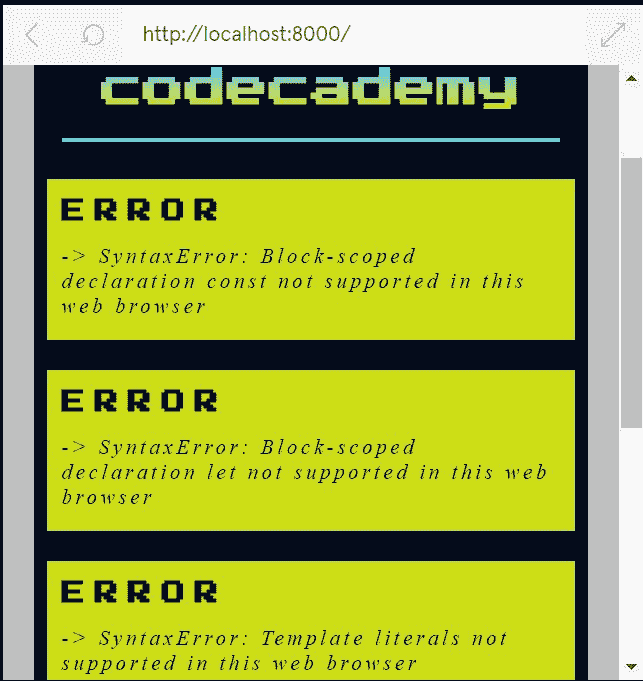 http://localhost:8000/
codecademy
ERROR
-> SyntaxError: Block-scoped
declaration const not supported in this
web browser
ERROR
-> SyntaxError: Block-scoped
declaration let not supported in this web
browser
ERROR
-> SyntaxError: Template literals not
supported in this web browser